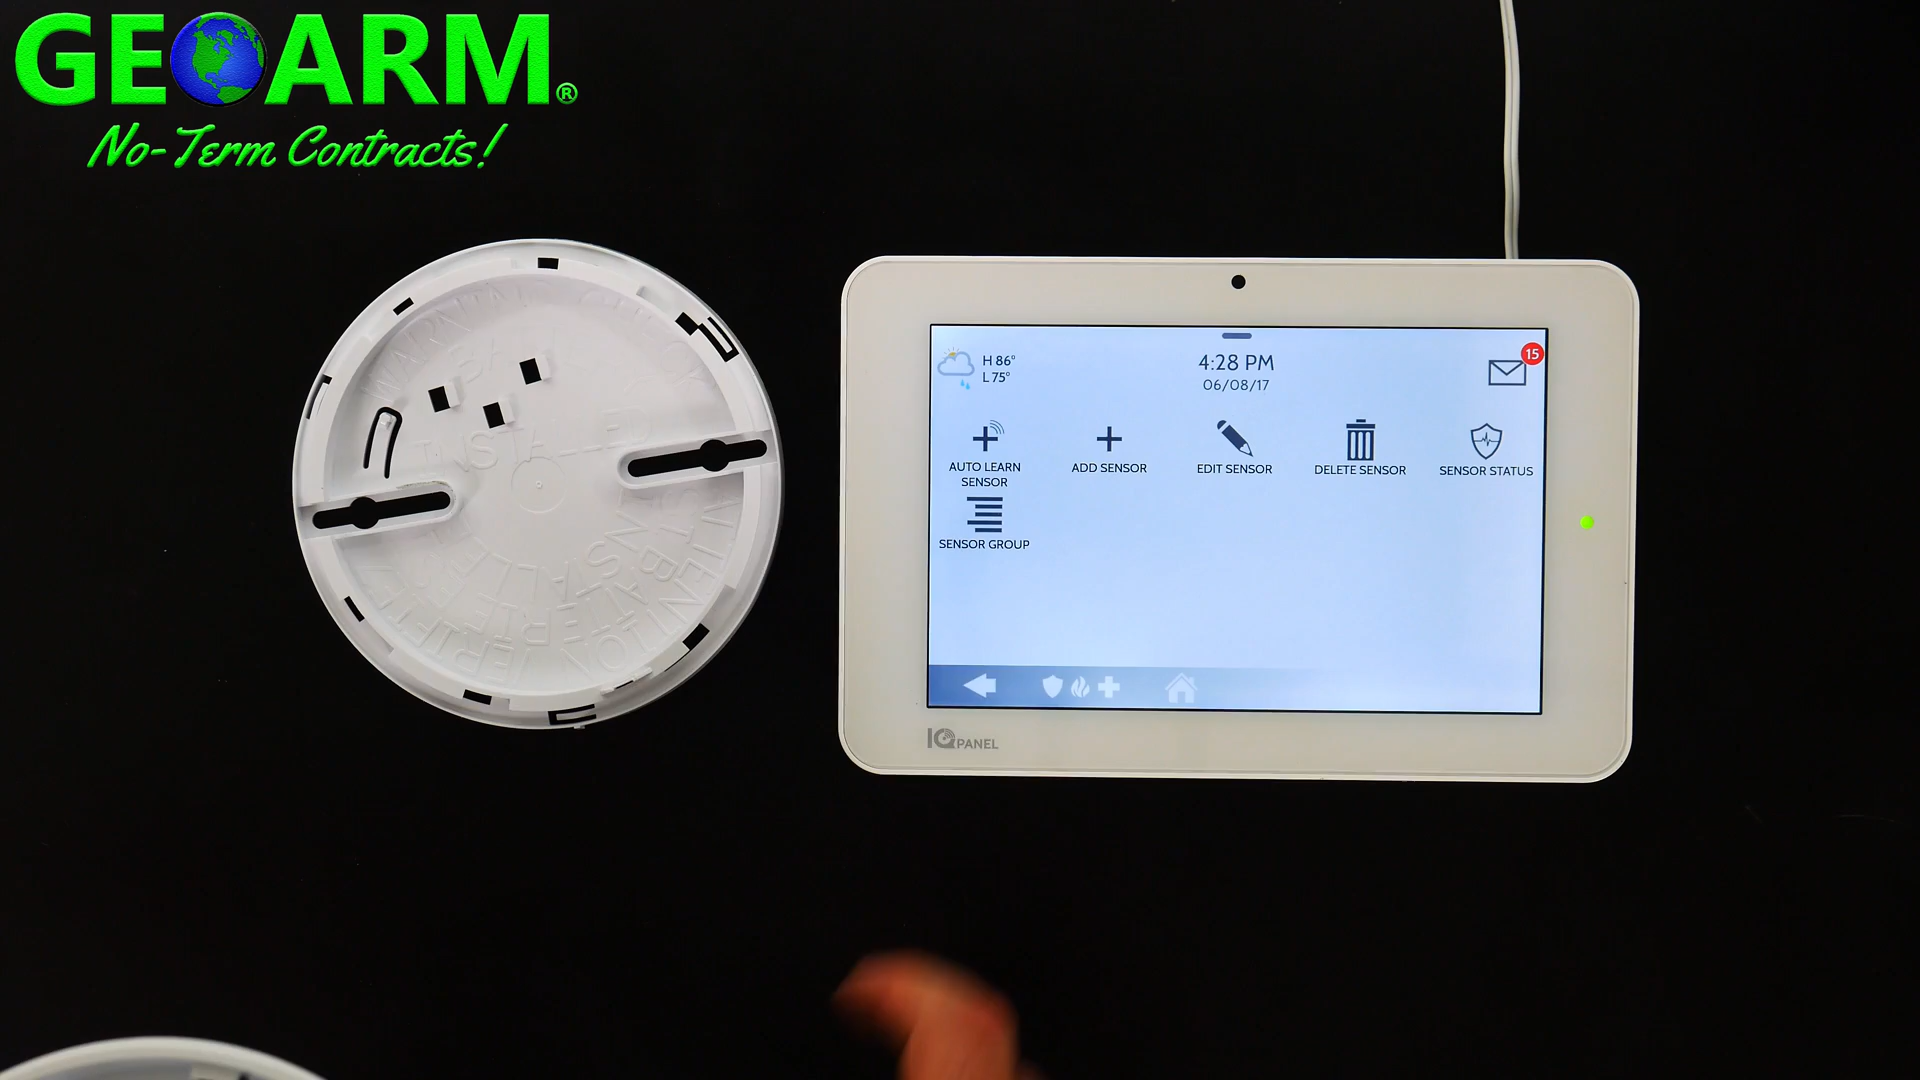 GEOARM®
No-Term Contracts!
H 86°
L 75°
4:28 PM
06/08/17
15
AUTO LEARN
SENSOR
ADD SENSOR
EDIT SENSOR
DELETE SENSOR
SENSOR STATUS
SENSOR GROUP
IQ PANEL
INSTALLED